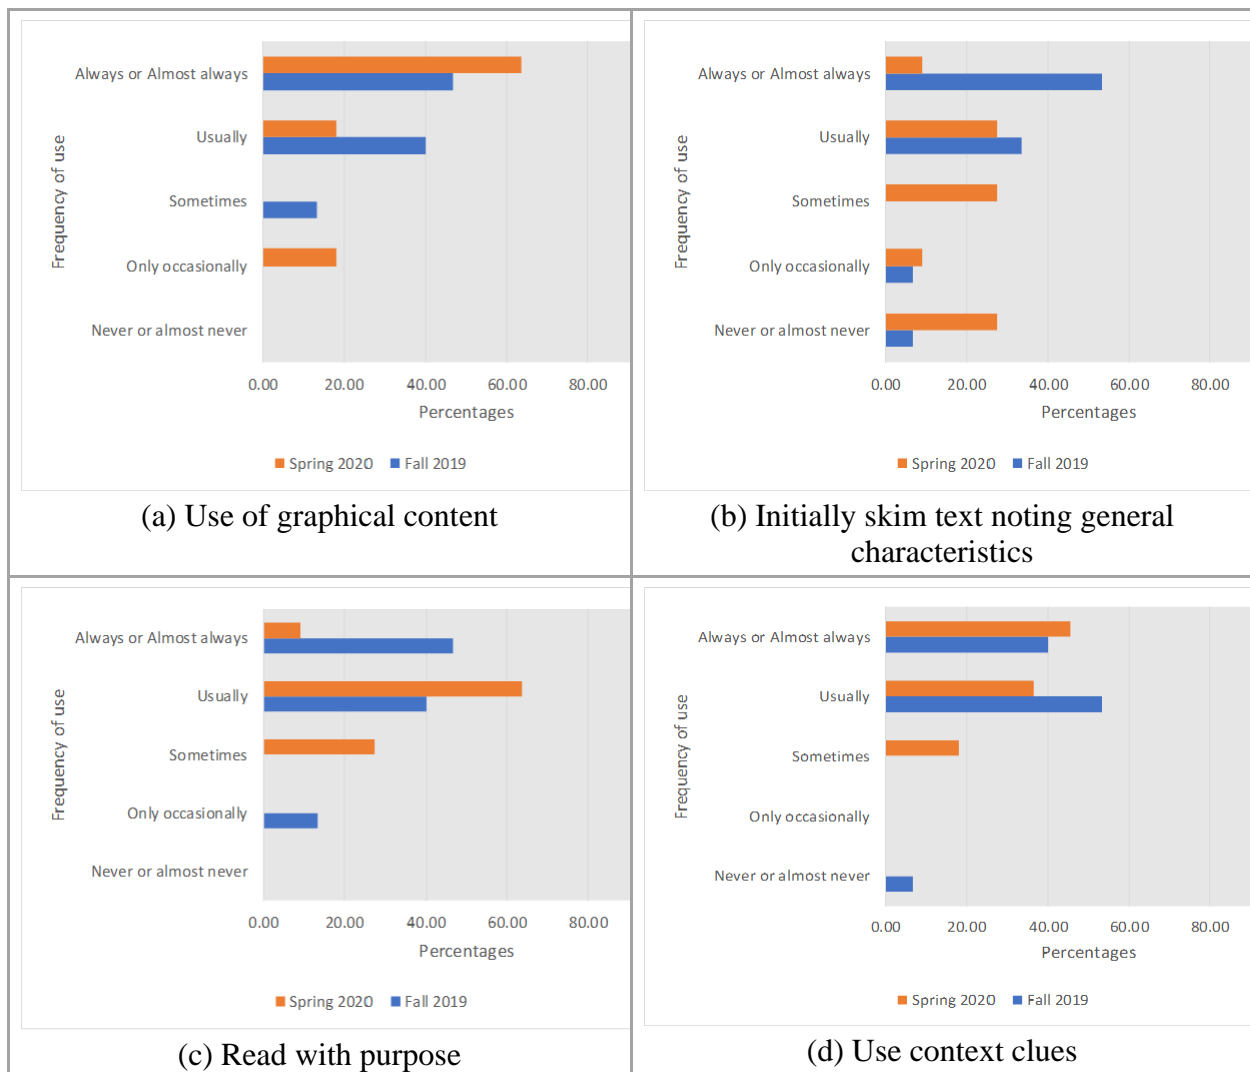 Always or Almost always
Usually
Sometimes
Only occasionally
Never or almost never
Frequency of use
0.00 20.00 40.00 60.00 80.00
Percentages
Spring 2020 Fall 2019
(a) Use of graphical content
Always or Almost always
Usually
Sometimes
Only occasionally
Never or almost never
Frequency of use
0.00 20.00 40.00 60.00 80.00
Percentages
Spring 2020 Fall 2019
(b) Initially skim text noting general
characteristics
Always or Almost always
Usually
Sometimes
Only occasionally
Never or almost never
Frequency of use
0.00 20.00 40.00 60.00 80.00
Percentages
Spring 2020 Fall 2019
(c) Read with purpose
Always or Almost always
Usually
Sometimes
Only occasionally
Never or almost never
Frequency of use
0.00 20.00 40.00 60.00 80.00
Percentages
Spring 2020 Fall 2019
(d) Use context clues